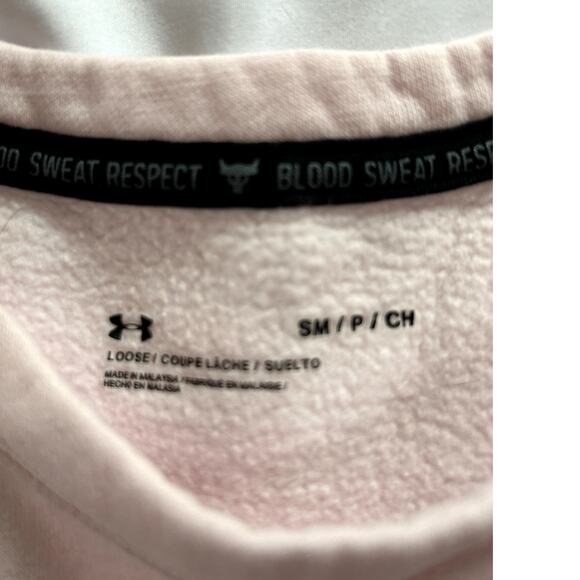 OD SWEAT RESPECT BLOOD SWEAT RESP
SM / P / CH
LOOSE / COUPE LÂCHE / SUELTO
MADE IN MALAYSIA / FABRIQUÉ EN MALAISIE /
HECHO EN MALASIA